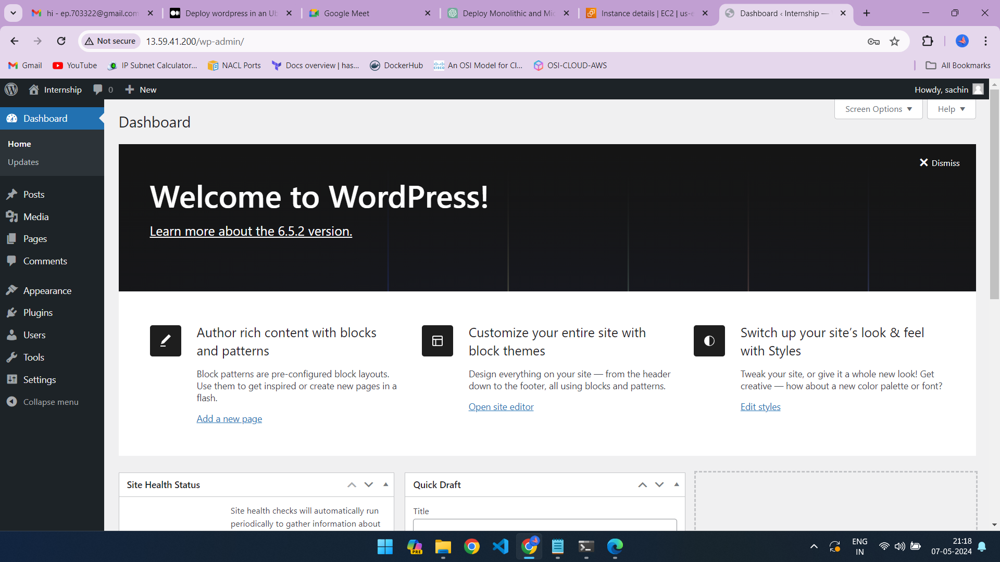 hi - ep.703322@gmail.com
Deploy wordpress in an Ub
Google Meet
Deploy Monolithic and Mic
Instance details | EC2 | us-e
Dashboard ‹ Internship —
Not secure
13.59.41.200/wp-admin/
Gmail
YouTube
IP Subnet Calculator...
NACL Ports
Docs overview | has...
DockerHub
An OSI Model for Cl...
OSI-CLOUD-AWS
All Bookmarks
Internship
0
New
Howdy, sachin
Dashboard
Home
Updates
Posts
Media
Pages
Comments
Appearance
Plugins
Users
Tools
Settings
Collapse menu
Screen Options
Help
Dashboard
Dismiss
Welcome to WordPress!
Learn more about the 6.5.2 version.
Author rich content with blocks
and patterns
Block patterns are pre-configured block layouts.
Use them to get inspired or create new pages in a
flash.
Add a new page
Customize your entire site with
block themes
Design everything on your site — from the header
down to the footer, all using blocks and patterns.
Open site editor
Switch up your site’s look & feel
with Styles
Tweak your site, or give it a whole new look! Get
creative — how about a new color palette or font?
Edit styles
Site Health Status
Site health checks will automatically run
periodically to gather information about
Quick Draft
Title
PRE
ENG
IN
21:18
07-05-2024